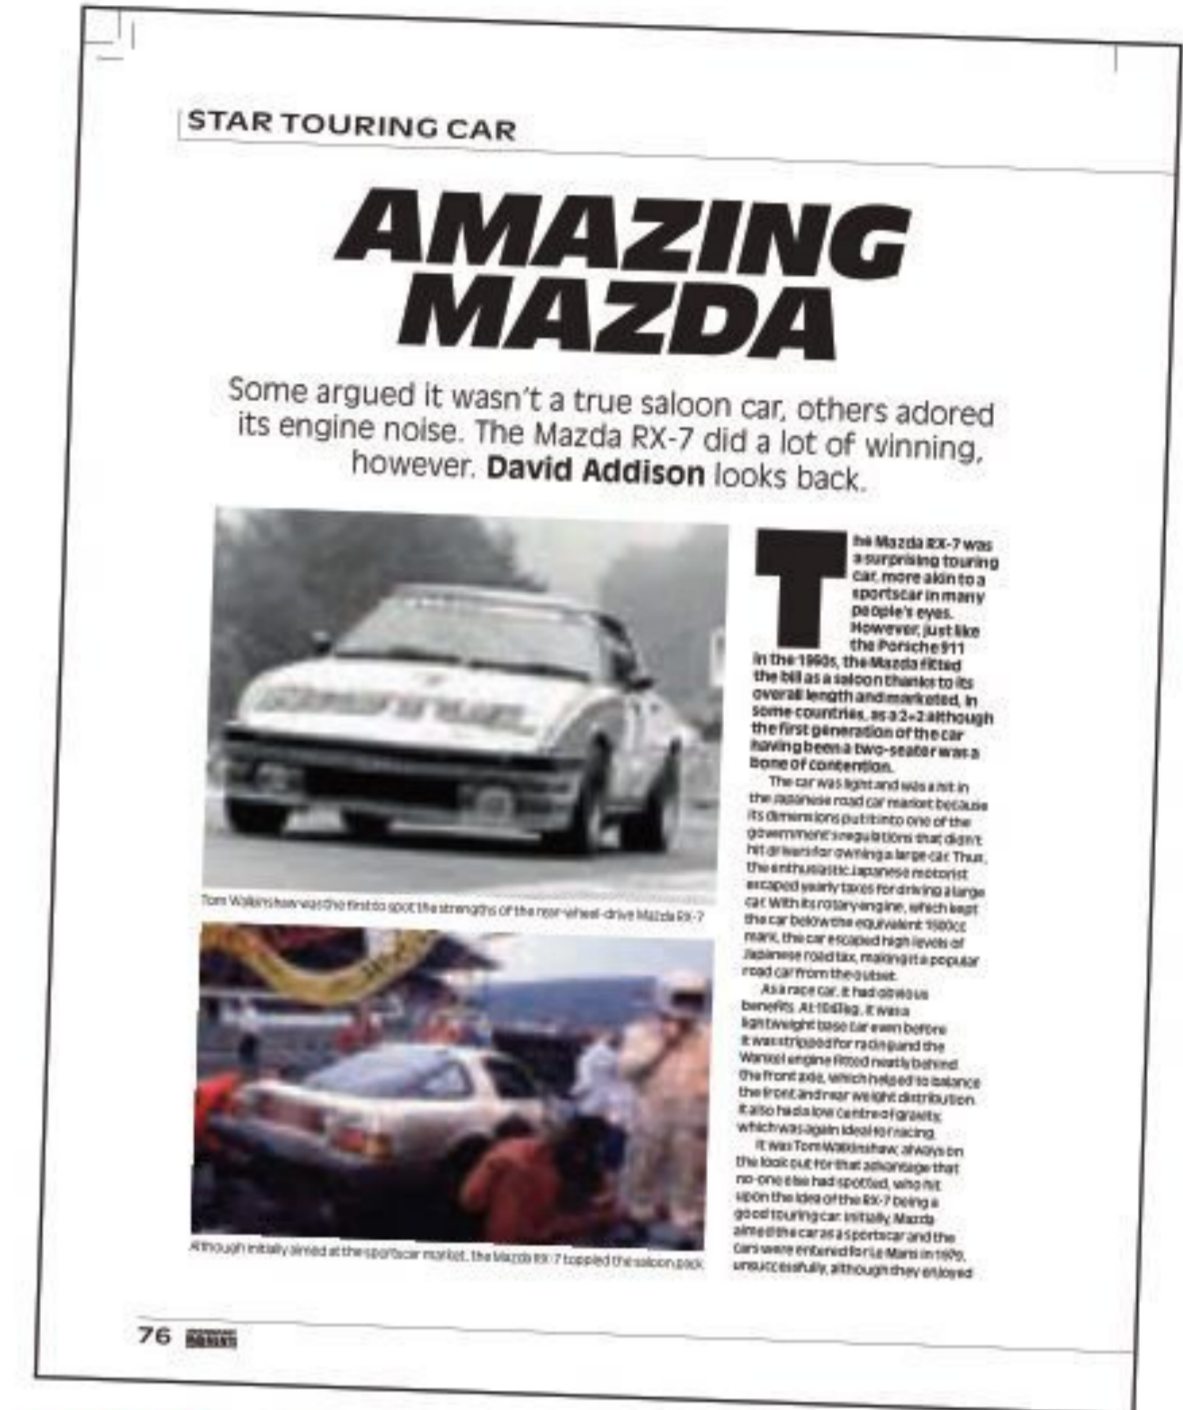 STAR TOURING CAR
AMAZING
MAZDA
Some argued it wasn't a true saloon car, others adored
its engine noise. The Mazda RX-7 did a lot of winning,
however. David Addison looks back.
Tom Walkinshaw was the first to spot the strengths of the rear-wheel-drive Mazda RX-7
Although initially aimed at the sportscar market, the Mazda RX-7 toppled the saloon pack
The Mazda RX-7 was
a surprising touring
car, more akin to a
sportscar in many
people's eyes.
However, just like
the Porsche 911
in the 1960s, the Mazda fitted
the bill as a saloon thanks to its
overall length and marketed, in
some countries, as a 2+2 although
the first generation of the car
having been a two-seater was a
bone of contention.
The car was light and was a hit in
the Japanese road car market because
its dimensions put it into one of the
government's regulations that didn't
hit drivers for owning a large car. Thus,
the enthusiastic Japanese motorist
escaped yearly taxes for driving a large
car. With its rotary engine, which kept
the car below the equivalent 1500cc
mark, the car escaped high levels of
Japanese road tax, making it a popular
road car from the outset.
As a race car, it had obvious
benefits. At it was a
lightweight base car even before
it was stripped for racing and the
Wankel engine fitted neatly behind
the front axle, which helped to balance
the front and rear weight distribution.
It also had a low centre of gravity,
which was again ideal for racing.
It was Tom Walkinshaw, always on
the look out for that advantage that
no-one else had spotted, who hit
upon the idea of the RX-7 being a
good touring car. Initially, Mazda
aimed the car as a sportscar and the
cars were entered for Le Mans in 1979,
unsuccessfully, although they enjoyed
76